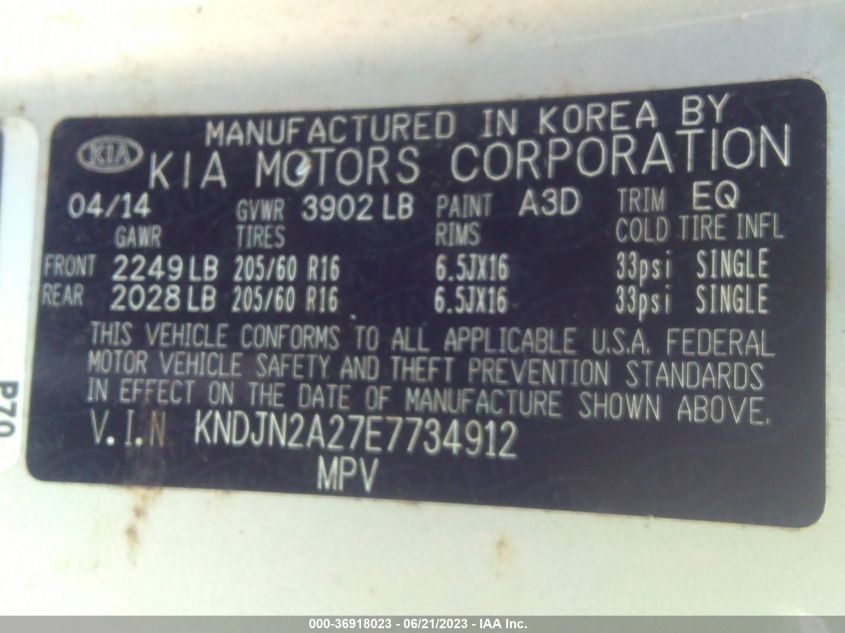 MANUFACTURED IN KOREA BY
KIA KIA MOTORS CORPORATION
04/14 GVWR 3902 LB PAINT A3D TRIM EQ
GAWR TIRES RIMS COLD TIRE INFL
FRONT 2249 LB 205/60 R16 6.5JX16 33psi SINGLE
REAR 2028 LB 205/60 R16 6.5JX16 33psi SINGLE
THIS VEHICLE CONFORMS TO ALL APPLICABLE U.S.A. FEDERAL
MOTOR VEHICLE SAFETY AND THEFT PREVENTION STANDARDS
IN EFFECT ON THE DATE OF MANUFACTURE SHOWN ABOVE.
V.I.N KNDJN2A27E7734912
MPV
P70
000-36918023 - 06/21/2023 - IAA Inc.